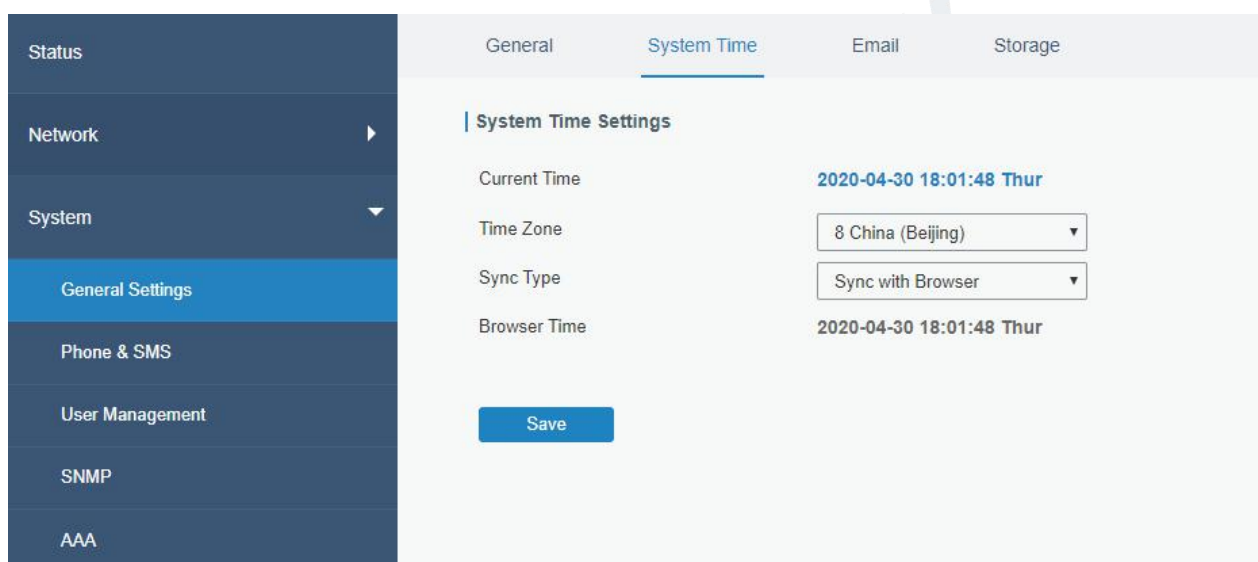 Status
Network
System
General Settings
Phone & SMS
User Management
SNMP
AAA
General System Time Email Storage
System Time Settings
Current Time 2020-04-30 18:01:48 Thur
Time Zone 8 China (Beijing)
Sync Type Sync with Browser
Browser Time 2020-04-30 18:01:48 Thur
Save